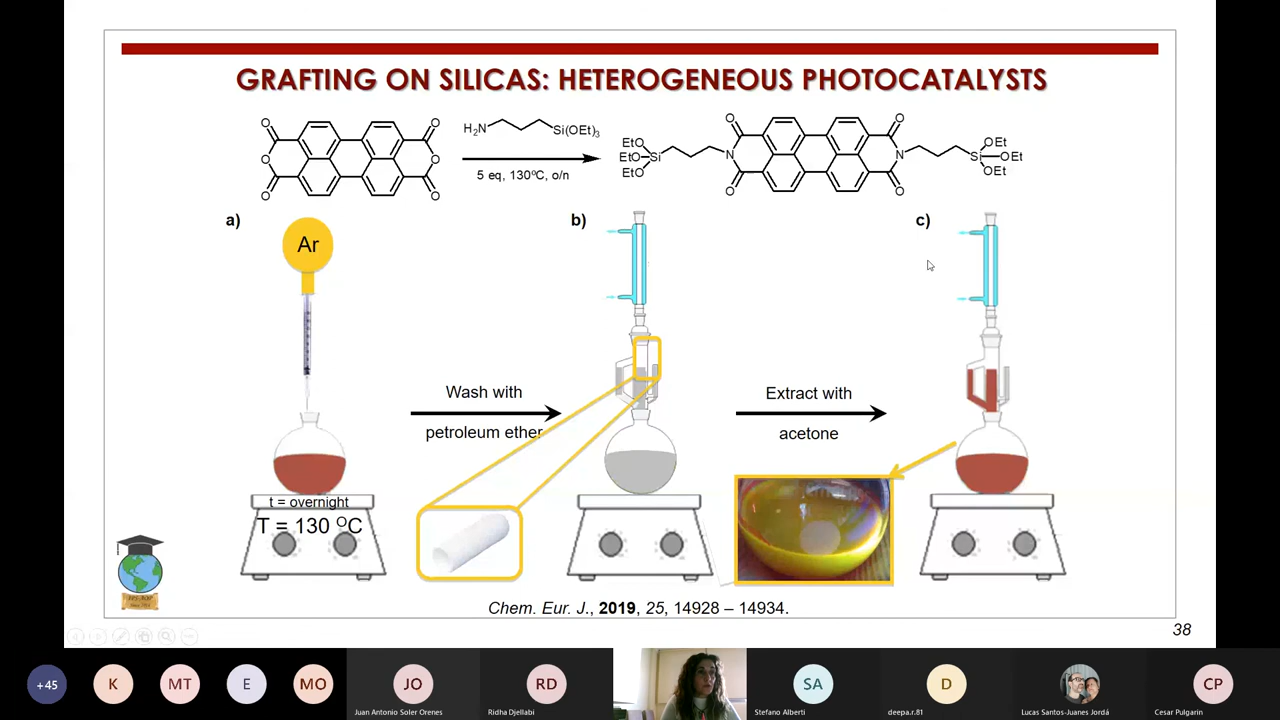 GRAFTING ON SILICAS: HETEROGENEOUS PHOTOCATALYSTS
O O
O O
O O
H2N Si(OEt)3
5 eq, 130ºC, o/n
EtO
EtO Si
EtO
O O
N N
O O
OEt
Si OEt
OEt
a)
b)
c)
Ar
Wash with
petroleum ether
Extract with
acetone
t = overnight
T = 130 ºC
Chem. Eur. J., 2019, 25, 14928 – 14934.
38
+45
K
MT
E
MO
JO
Juan Antonio Soler Orenes
RD
Ridha Djellabi
SA
Stefano Alberti
D
deepa.r.81
Lucas Santos-Juanes Jordá
CP
Cesar Pulgarin